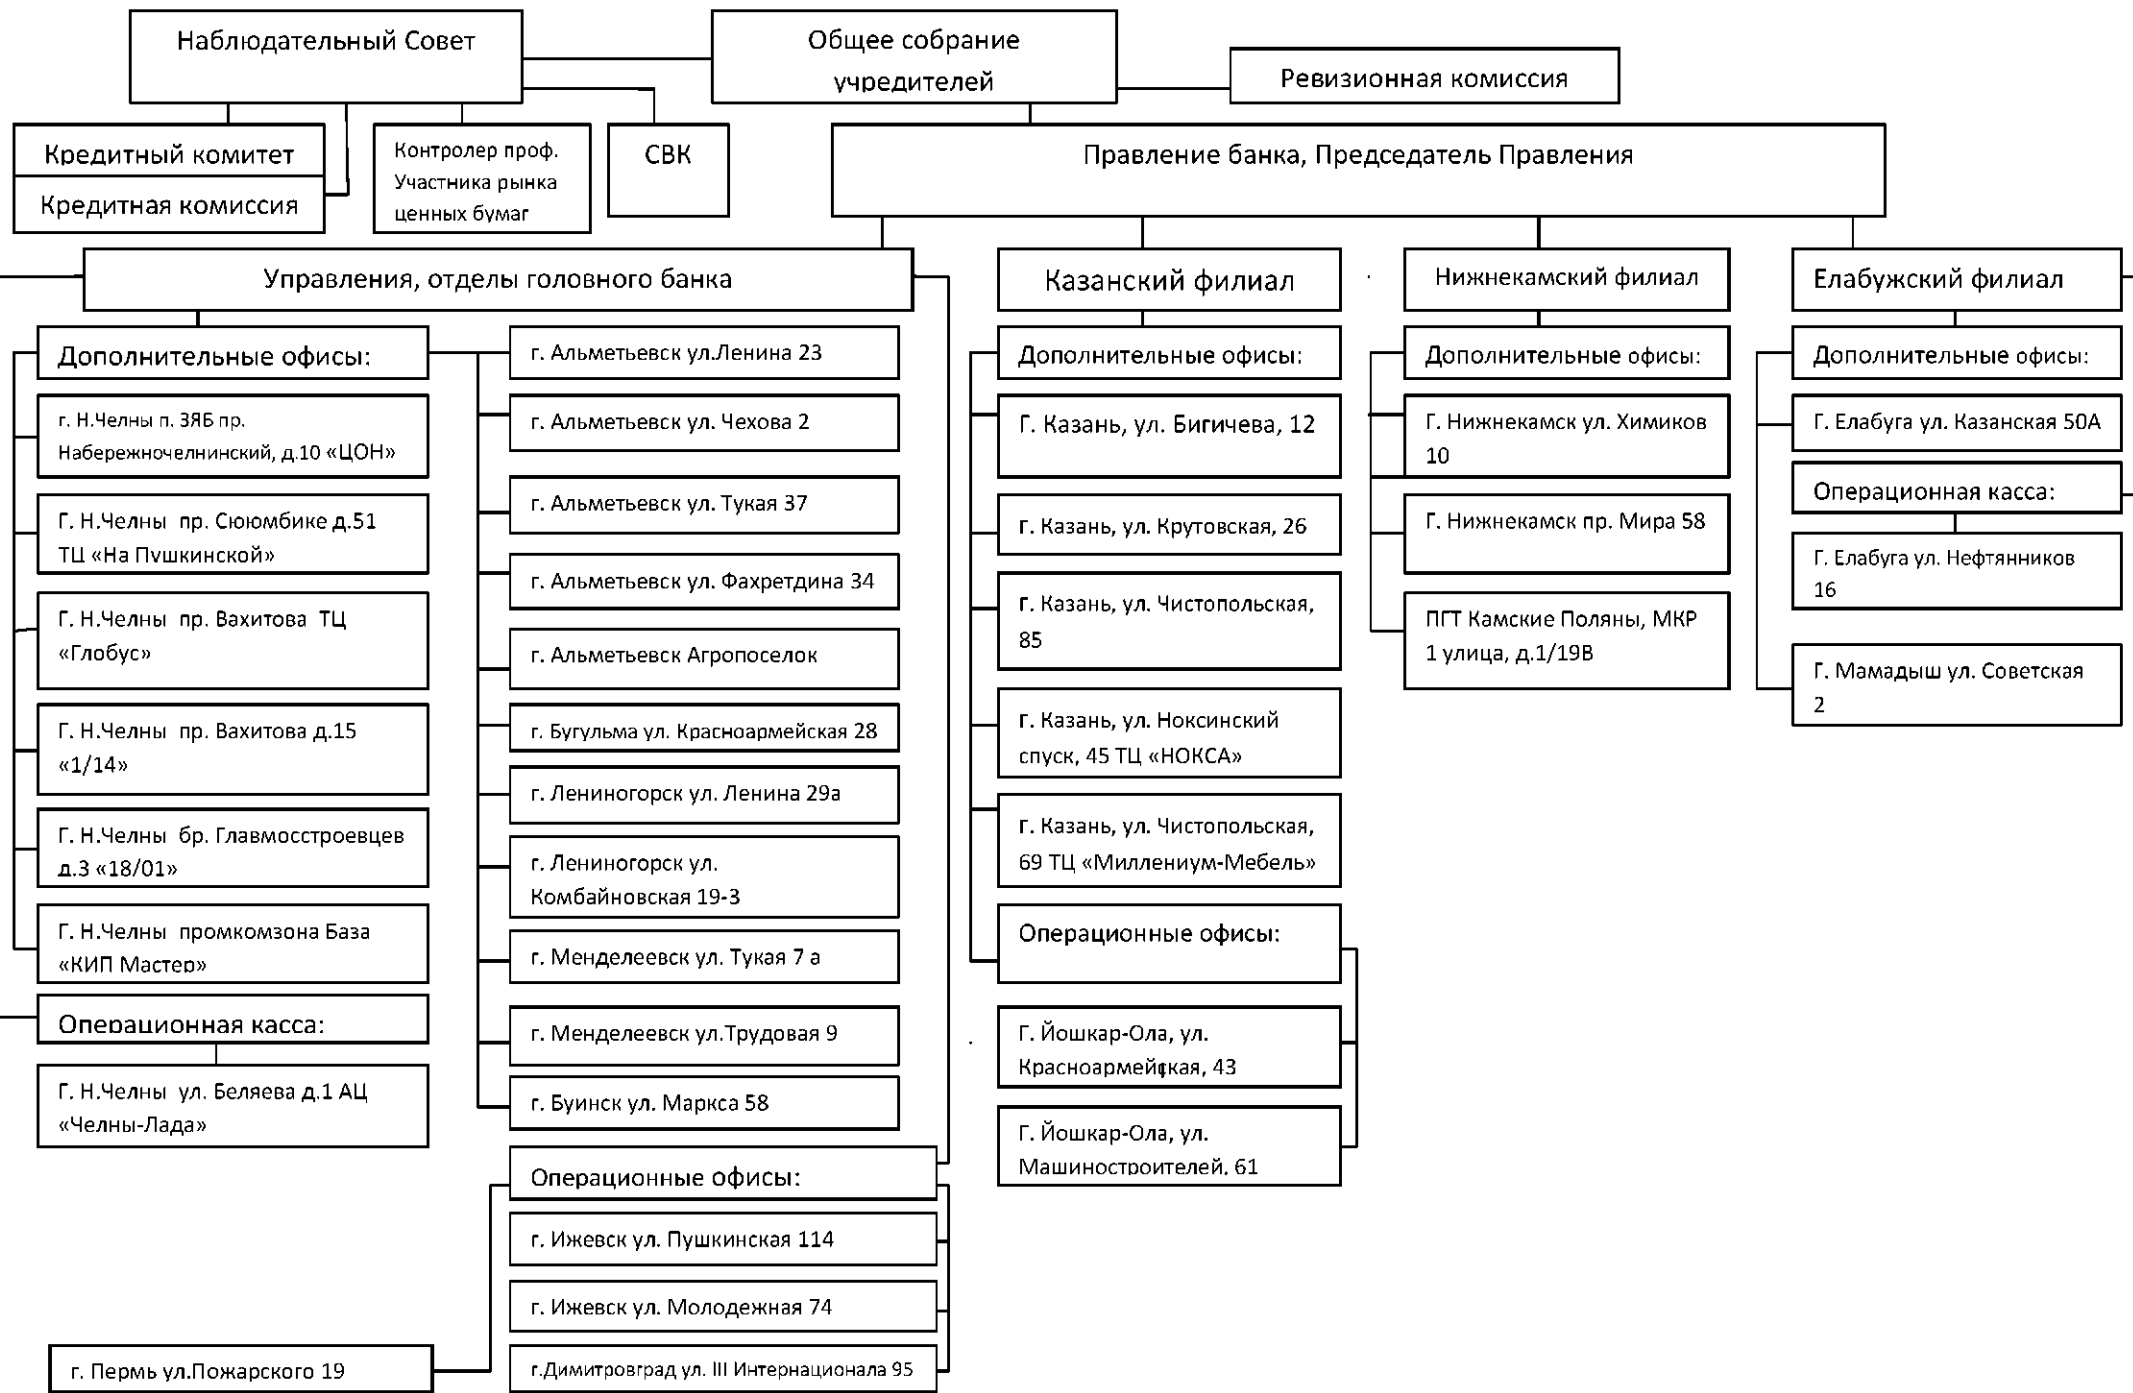 Наблюдательный Совет
Общее собрание
учредителей
Ревизионная комиссия
Кредитный комитет
Кредитная комиссия
Контролер проф.
Участника рынка
ценных бумаг
СВК
Правление банка, Председатель Правления
Управления, отделы головного банка
Казанский филиал
Нижнекамский филиал
Елабужский филиал
Дополнительные офисы:
г. Н.Челны п. ЗЯБ пр.
Набережночелнинский, д.10 «ЦОН»
Г. Н.Челны пр. Сююмбике д.51
ТЦ «На Пушкинской»
Г. Н.Челны пр. Вахитова ТЦ
«Глобус»
Г. Н.Челны пр. Вахитова д.15
«1/14»
Г. Н.Челны бр. Главмосстроевцев
д.3 «18/01»
Г. Н.Челны промкомзона База
«КИП Мастер»
Операционная касса:
Г. Н.Челны ул. Беляева д.1 АЦ
«Челны-Лада»
г. Альметьевск ул.Ленина 23
г. Альметьевск ул. Чехова 2
г. Альметьевск ул. Тукая 37
г. Альметьевск ул. Фахретдина 34
г. Альметьевск Агропоселок
г. Бугульма ул. Красноармейская 28
г. Лениногорск ул. Ленина 29а
г. Лениногорск ул.
Комбайновская 19-3
г. Менделеевск ул. Тукая 7 а
г. Менделеевск ул.Трудовая 9
г. Буинск ул. Маркса 58
Операционные офисы:
г. Ижевск ул. Пушкинская 114
г. Ижевск ул. Молодежная 74
г.Димитровград ул. III Интернационала 95
г. Пермь ул.Пожарского 19
Дополнительные офисы:
Г. Казань, ул. Бигичева, 12
г. Казань, ул. Крутовская, 26
г. Казань, ул. Чистопольская,
85
г. Казань, ул. Ноксинский
спуск, 45 ТЦ «НОКСА»
г. Казань, ул. Чистопольская,
69 ТЦ «Миллениум-Мебель»
Операционные офисы:
Г. Йошкар-Ола, ул.
Красноармейская, 43
Г. Йошкар-Ола, ул.
Машиностроителей, 61
Дополнительные офисы:
Г. Нижнекамск ул. Химиков
10
Г. Нижнекамск пр. Мира 58
ПГТ Камские Поляны, МКР
1 улица, д.1/19В
Дополнительные офисы:
Г. Елабуга ул. Казанская 50А
Операционная касса:
Г. Елабуга ул. Нефтянников
16
Г. Мамадыш ул. Советская
2